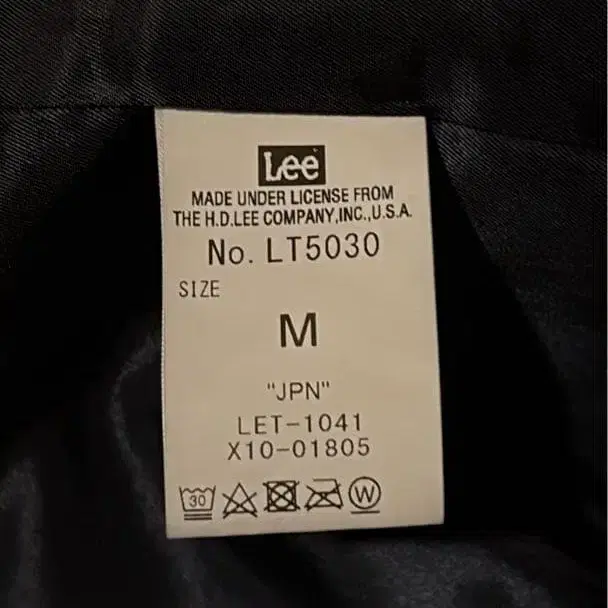 Lee
MADE UNDER LICENSE FROM
THE H.D.LEE COMPANY,INC.,U.S.A.
No. LT5030
SIZE
M
"JPN"
LET-1041
X10-01805
30 W